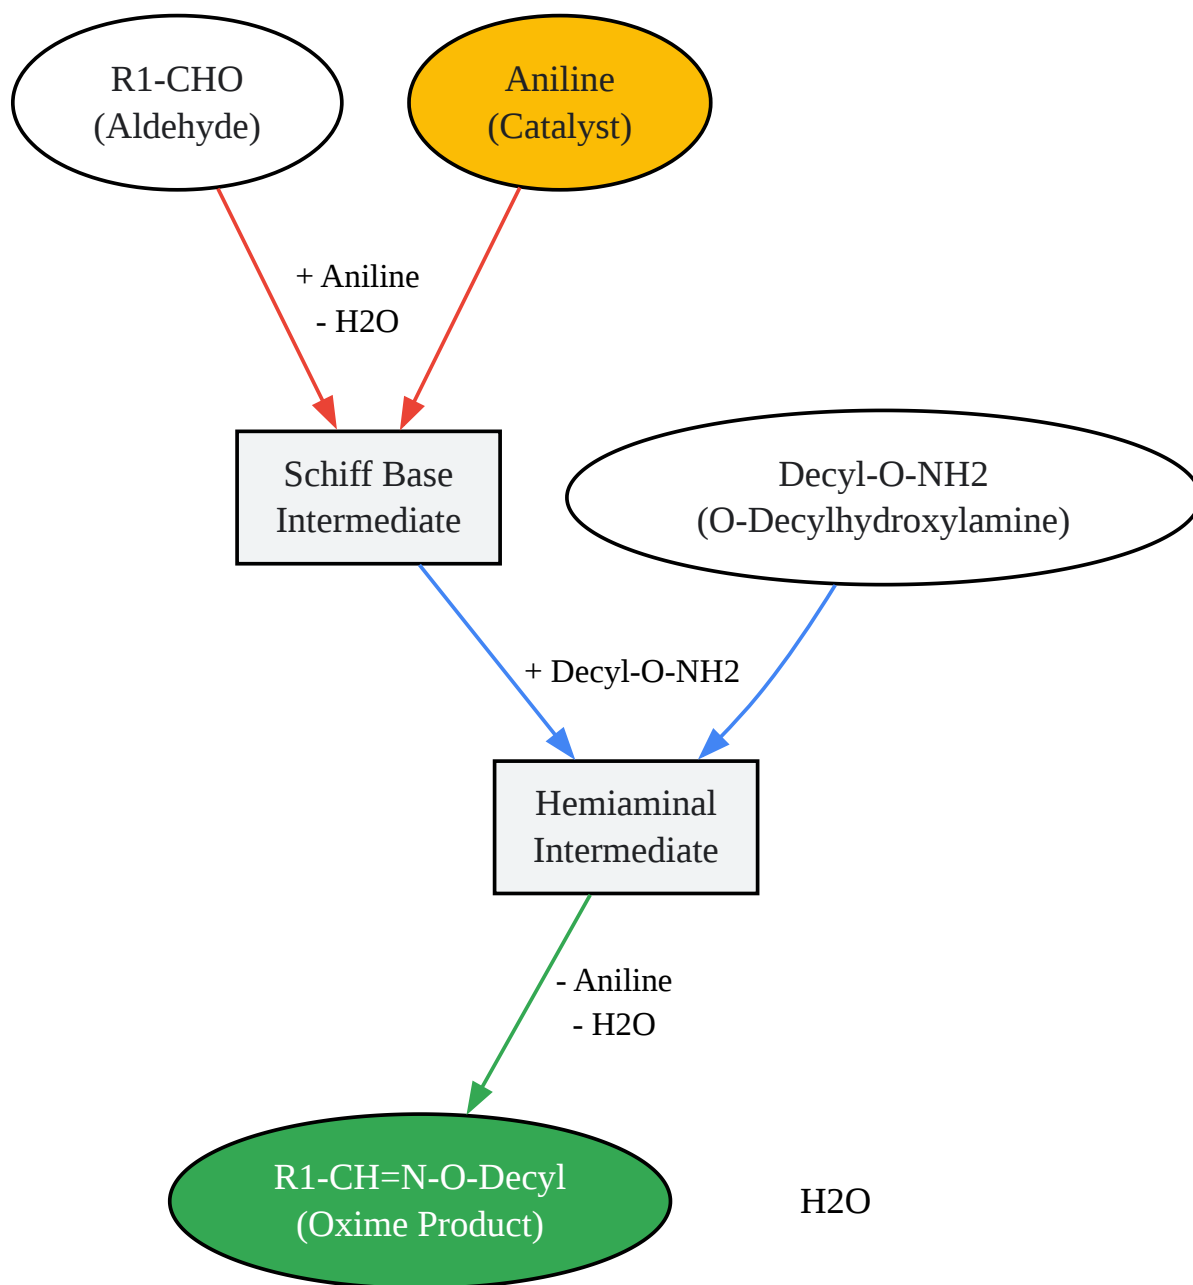 R1-CHO
(Aldehyde)
Aniline
(Catalyst)
+ Aniline
- H2O
Schiff Base
Intermediate
Decyl-O-NH2
(O-Decylhydroxylamine)
+ Decyl-O-NH2
Hemiaminal
Intermediate
- Aniline
- H2O
R1-CH=N-O-Decyl
(Oxime Product)
H2O